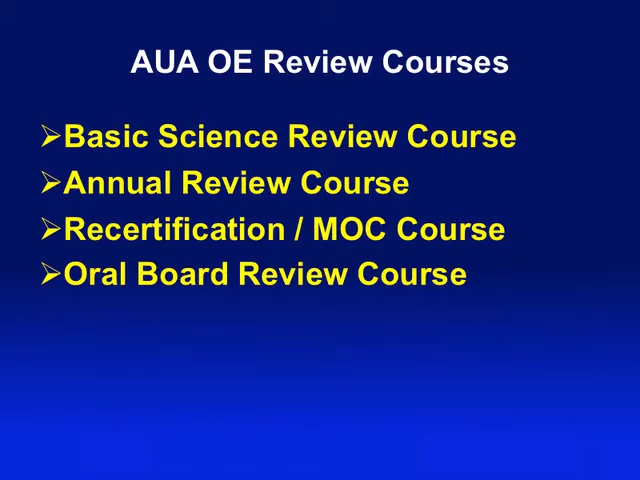 AUA OE Review Courses
➢Basic Science Review Course
➢Annual Review Course
➢Recertification / MOC Course
➢Oral Board Review Course